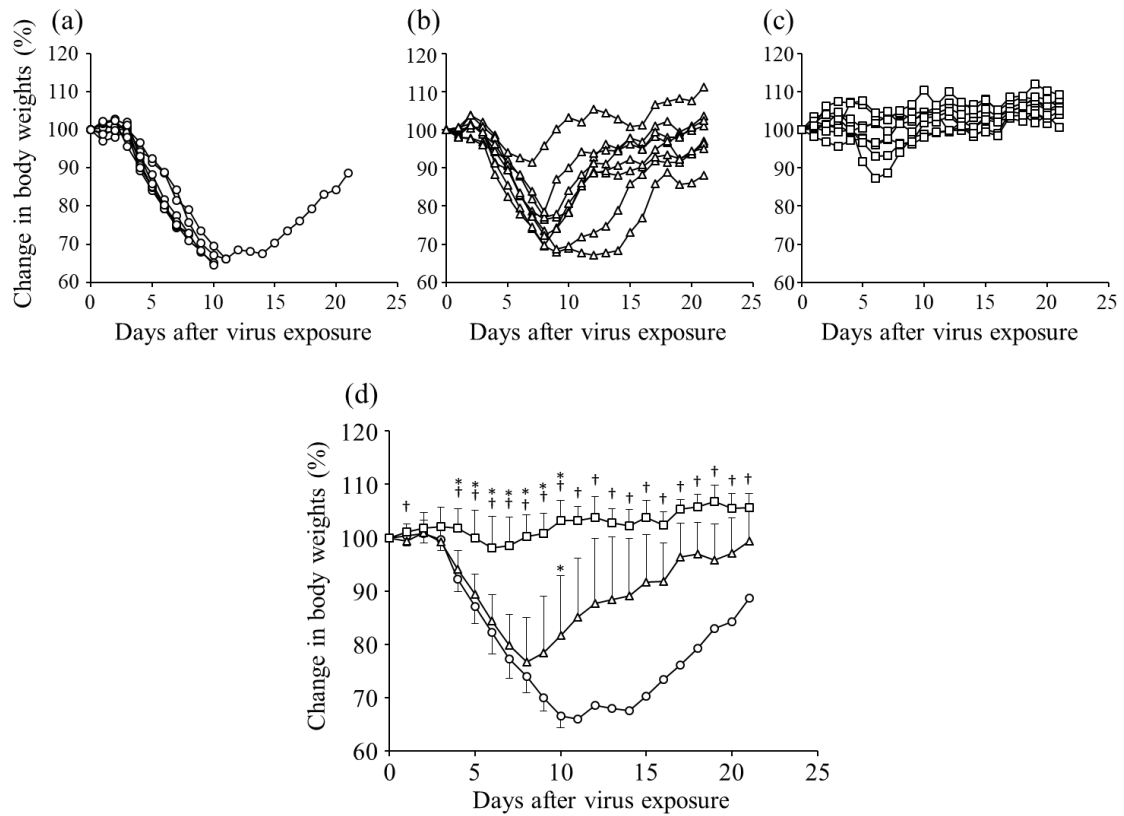 (a)
(b)
(c)
Change in body weights (%)
120
110
100
90
80
70
60
0 5 10 15 20 25
Days after virus exposure
120
110
100
90
80
70
60
0 5 10 15 20 25
Days after virus exposure
120
110
100
90
80
70
60
0 5 10 15 20 25
Days after virus exposure
(d)
Change in body weights (%)
120
110
100
90
80
70
60
† * † * † * † * † * † * † * † † † † † † † † † † † †
*
0 5 10 15 20 25
Days after virus exposure